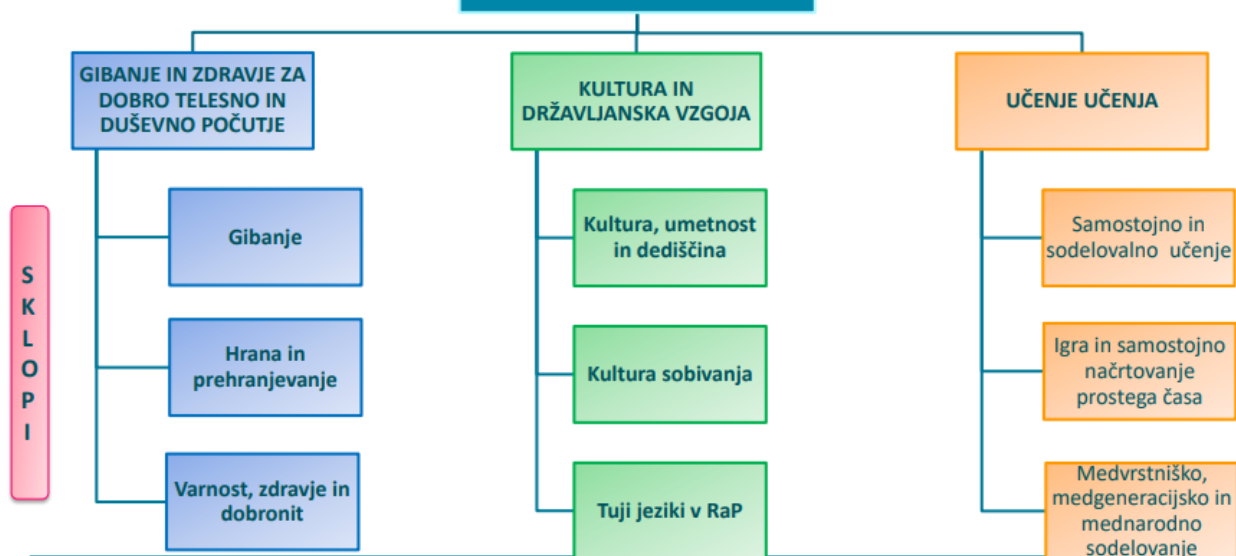 GIBANJE IN ZDRAVJE ZA
DOBRO TELESNO IN
DUŠEVNO POČUTJE
KULTURA IN
DRŽAVLJANSKA VZGOJA
UČENJE UČENJA
SKLOPI
Gibanje
Kultura, umetnost
in dediščina
Samostojno in
sodelovalno učenje
Hrana in
prehranjevanje
Kultura sobivanja
Igra in samostojno
načrtovanje
prostega časa
Varnost, zdravje in
dobronit
Tuji jeziki v RaP
Medvrstniško,
medgeneracijsko in
mednarodno
sodelovanje